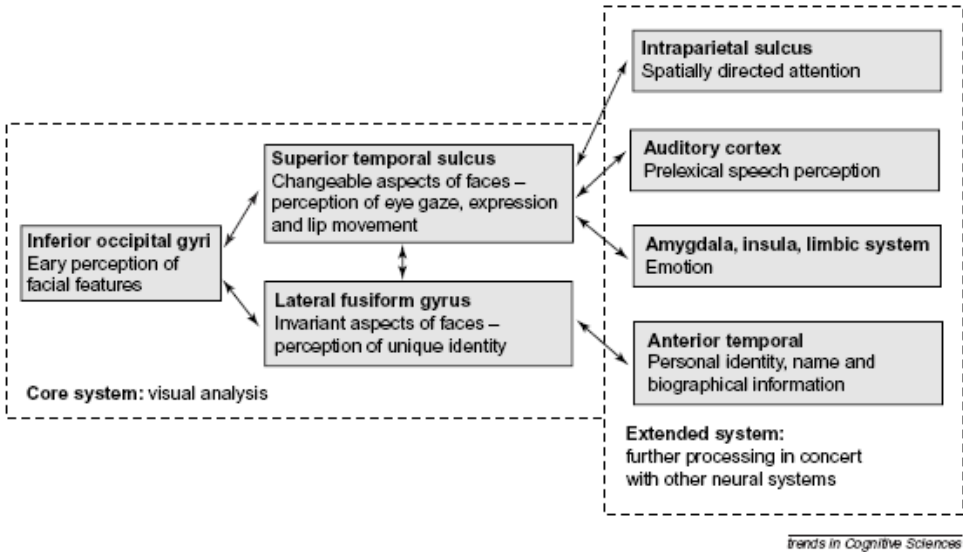 Intraparietal sulcus
Spatially directed attention
Auditory cortex
Prelexical speech perception
Superior temporal sulcus
Changeable aspects of faces –
perception of eye gaze, expression
and lip movement
Inferior occipital gyri
Eary perception of
facial features
Amygdala, insula, limbic system
Emotion
Lateral fusiform gyrus
Invariant aspects of faces –
perception of unique identity
Anterior temporal
Personal identity, name and
biographical information
Core system: visual analysis
Extended system:
further processing in concert
with other neural systems
trends in Cognitive Sciences